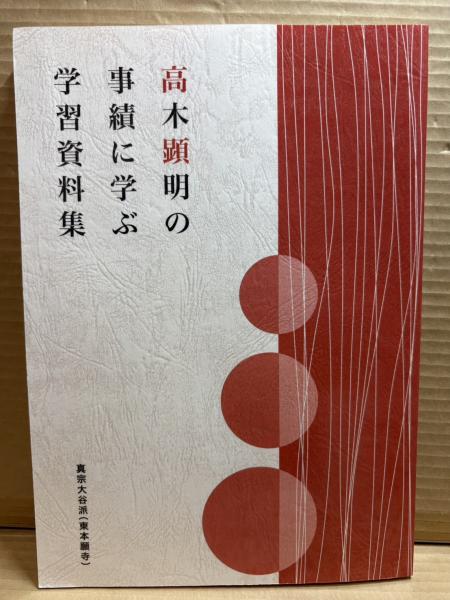 高木顕明の
事績に学ぶ
学習資料集
真宗大谷派（東本願寺）